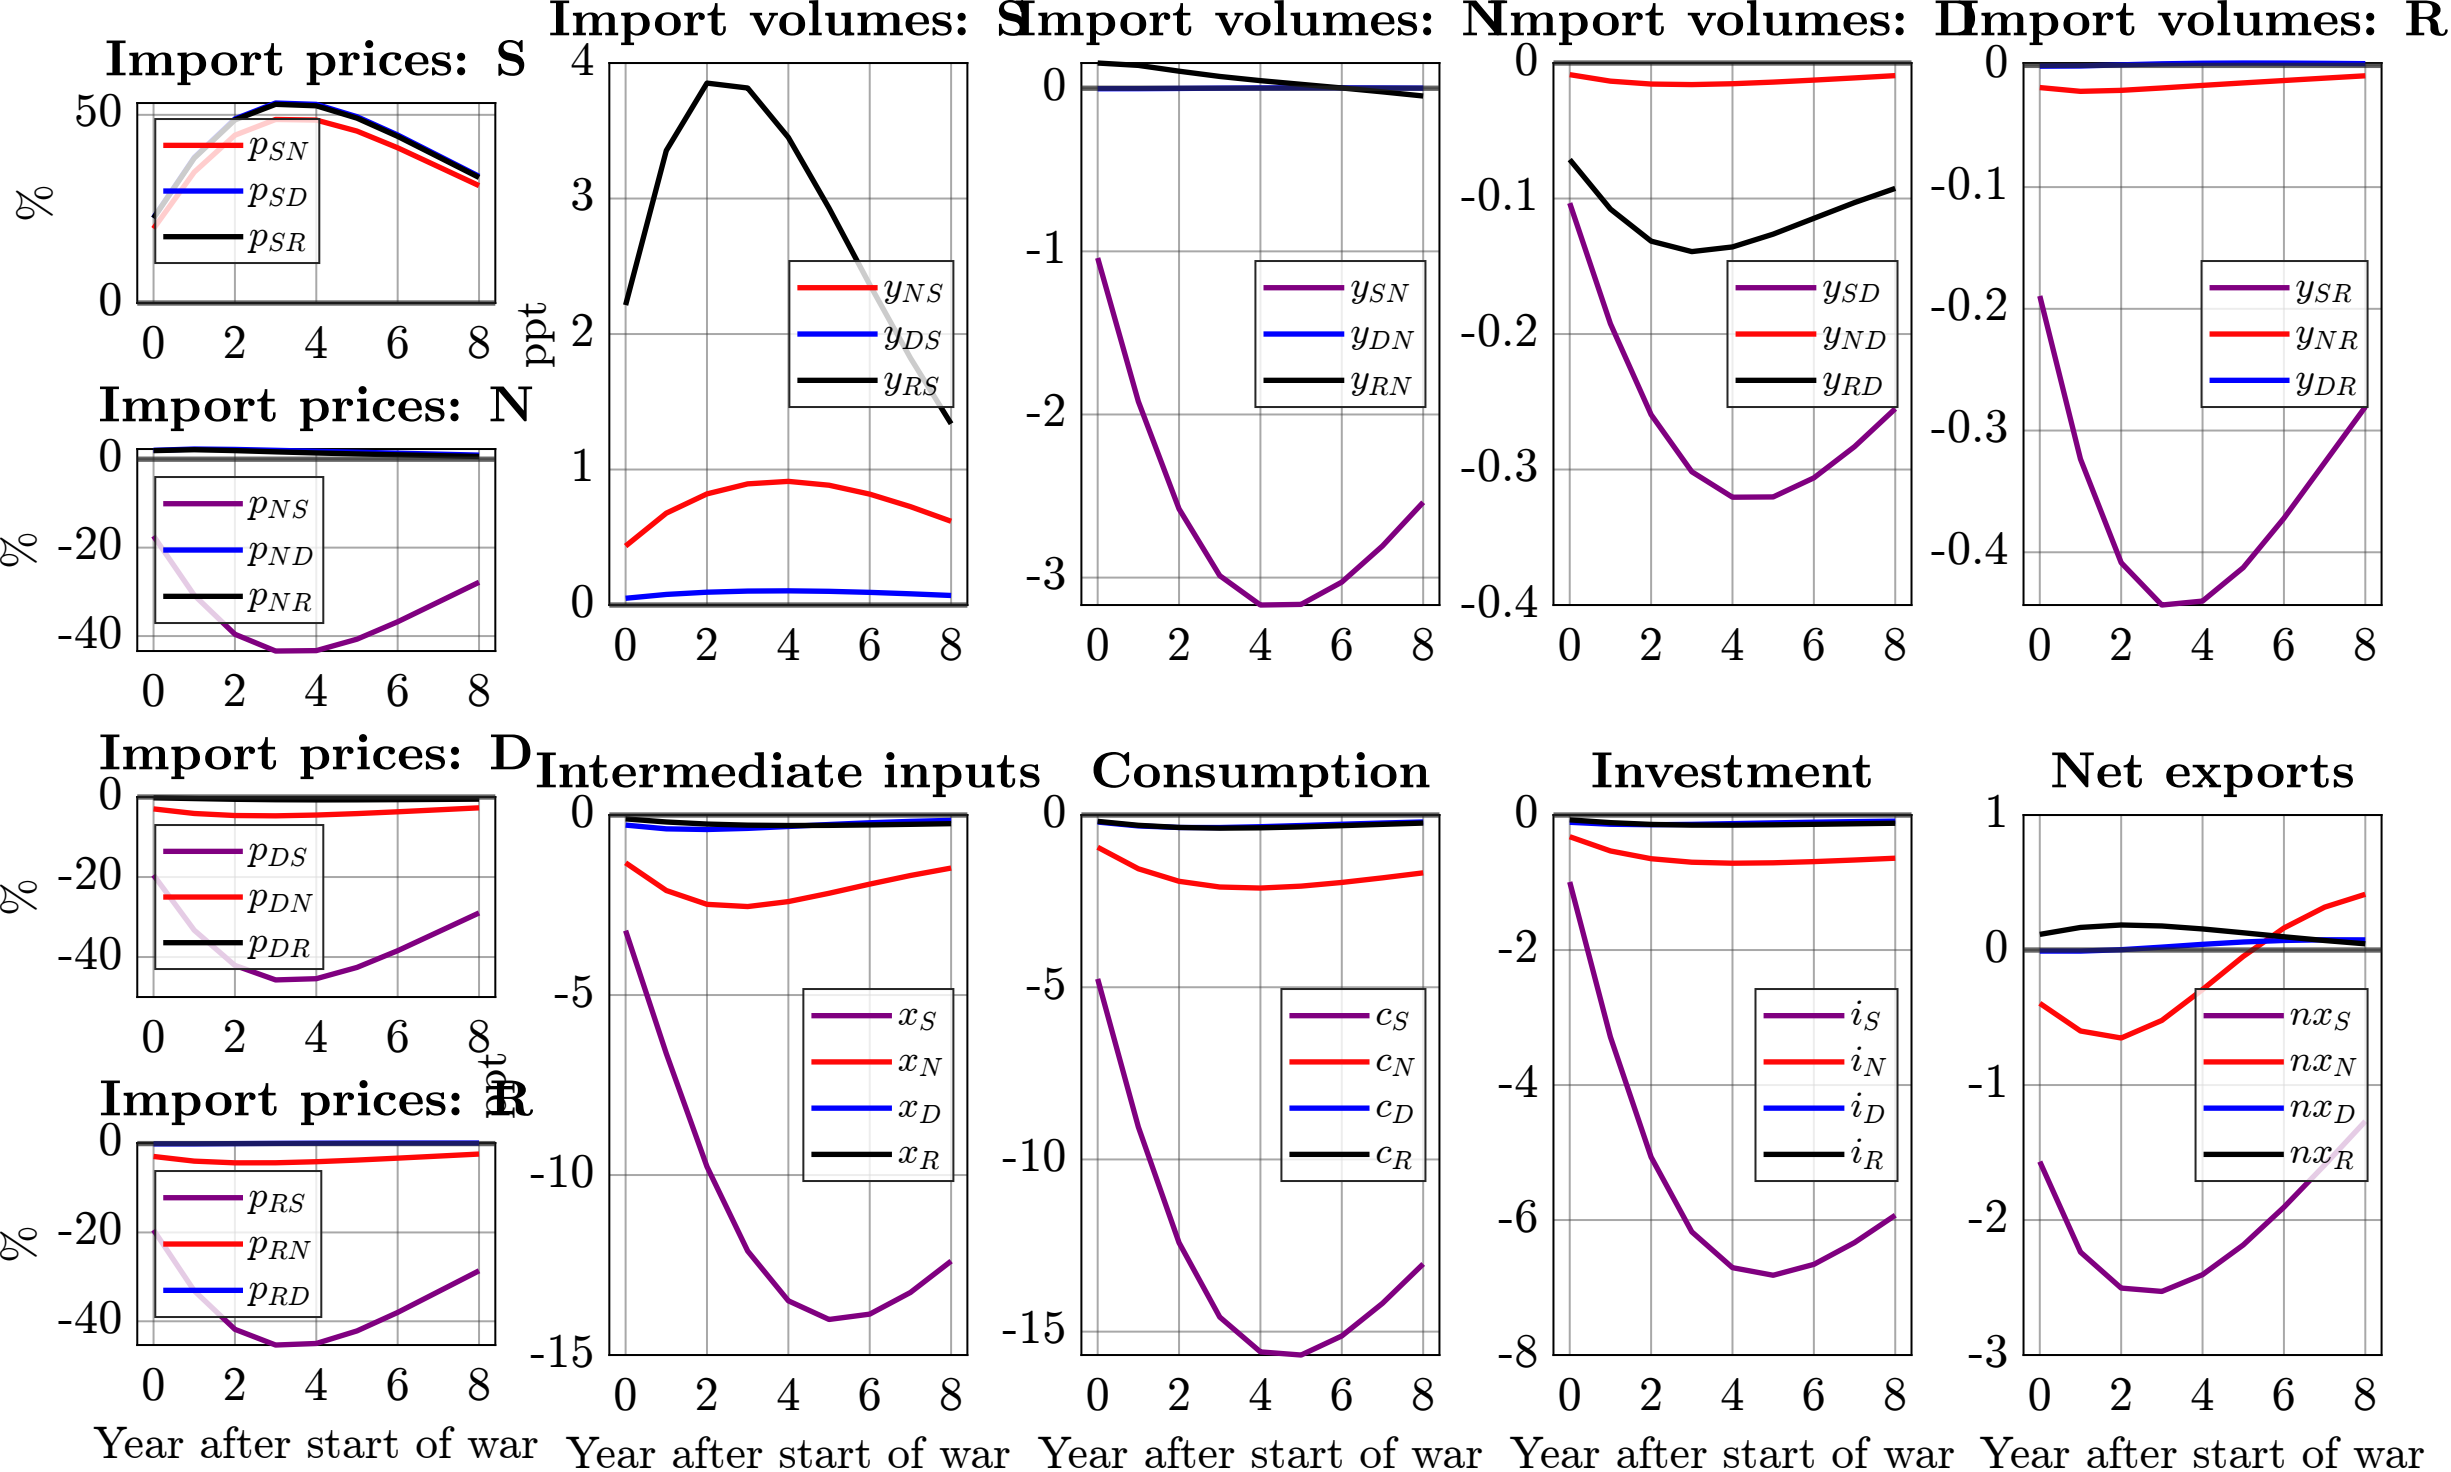 Import prices: S
50
0
%
p_SN
p_SD
p_SR
0 2 4 6 8
Import prices: N
0
-20
-40
%
p_NS
p_ND
p_NR
0 2 4 6 8
Import prices: D
0
-20
-40
%
p_DS
p_DN
p_DR
0 2 4 6 8
Import prices: R
0
-20
-40
%
p_RS
p_RN
p_RD
0 2 4 6 8
Year after start of war
Import volumes: S
4
3
2
1
0
ppt
y_NS
y_DS
y_RS
0 2 4 6 8
Import volumes: N
0
-1
-2
-3
y_SN
y_DN
y_RN
0 2 4 6 8
Import volumes: D
0
-0.1
-0.2
-0.3
-0.4
y_SD
y_ND
y_RD
0 2 4 6 8
Import volumes: R
0
-0.1
-0.2
-0.3
-0.4
y_SR
y_NR
y_DR
0 2 4 6 8
Intermediate inputs
0
-5
-10
-15
ppt
x_S
x_N
x_D
x_R
0 2 4 6 8
Year after start of war
Consumption
0
-5
-10
-15
c_S
c_N
c_D
c_R
0 2 4 6 8
Year after start of war
Investment
0
-2
-4
-6
-8
i_S
i_N
i_D
i_R
0 2 4 6 8
Year after start of war
Net exports
1
0
-1
-2
-3
nx_S
nx_N
nx_D
nx_R
0 2 4 6 8
Year after start of war